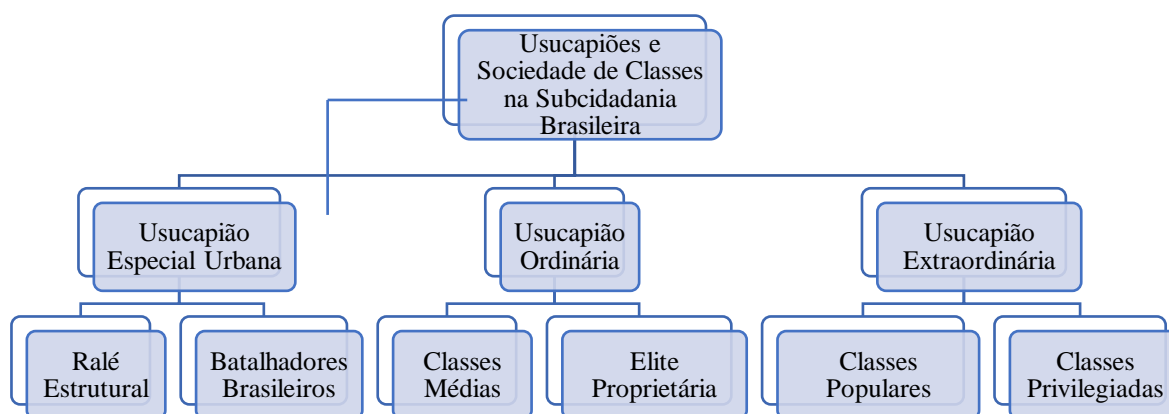 Usucapiões e
Sociedade de Classes
na Subcidadania
Brasileira
Usucapião
Especial Urbana
Usucapião
Ordinária
Usucapião
Extraordinária
Ralé
Estrutural
Batalhadores
Brasileiros
Classes
Médias
Elite
Proprietária
Classes
Populares
Classes
Privilegiadas